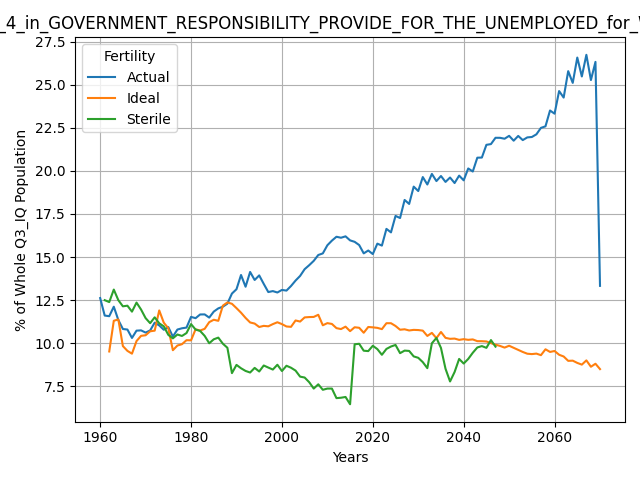 _4_in_GOVERNMENT_RESPONSIBILITY_PROVIDE_FOR_THE_UNEMPLOYED_for_
Fertility
Actual
Ideal
Sterile
27.5
25.0
22.5
20.0
17.5
15.0
12.5
10.0
7.5
% of Whole Q3_IQ Population
1960
1980
2000
2020
2040
2060
Years